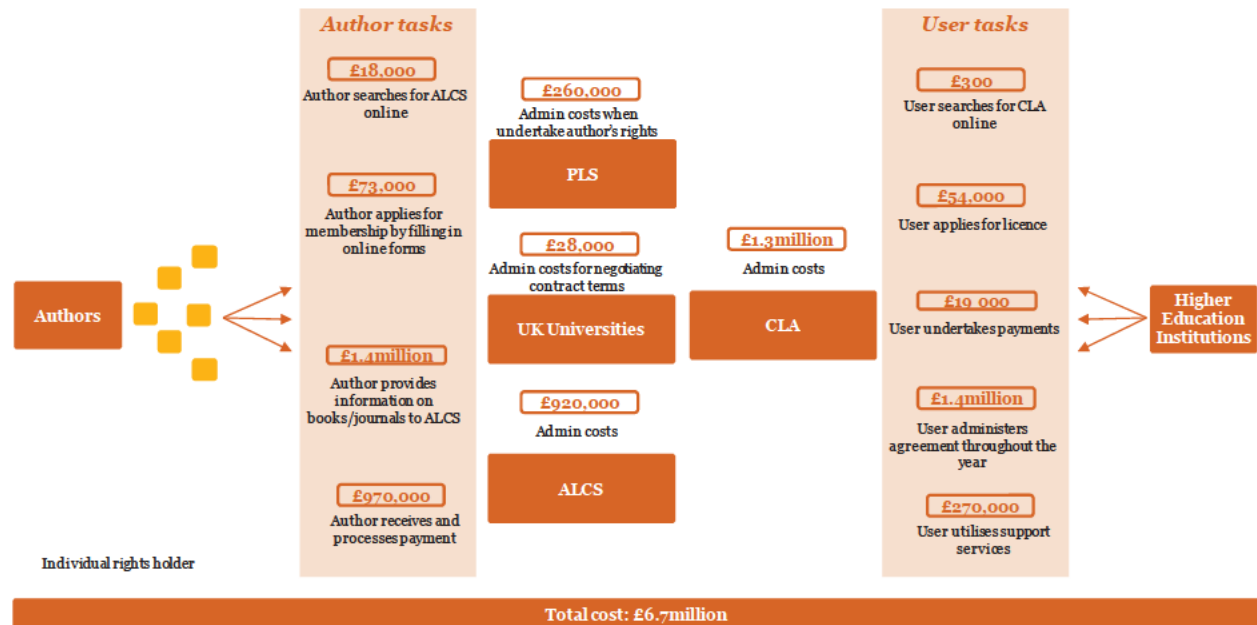 Author tasks
£18,000
Author searches for ALCS
online
£73,000
Author applies for
membership by filling in
online forms
£1.4million
Author provides
information on
books/journals to ALCS
£970,000
Author receives and
processes payment
Authors
Individual rights holder
£260,000
Admin costs when
undertake author's rights
PLS
£28,000
Admin costs for negotiating
contract terms
UK Universities
£920,000
Admin costs
ALCS
£1.3million
Admin costs
CLA
User tasks
£300
User searches for CLA
online
£54,000
User applies for licence
£19 000
User undertakes payments
£1.4million
User administers
agreement throughout the
year
£270,000
User utilises support
services
Higher
Education
Institutions
Total cost: £6.7million